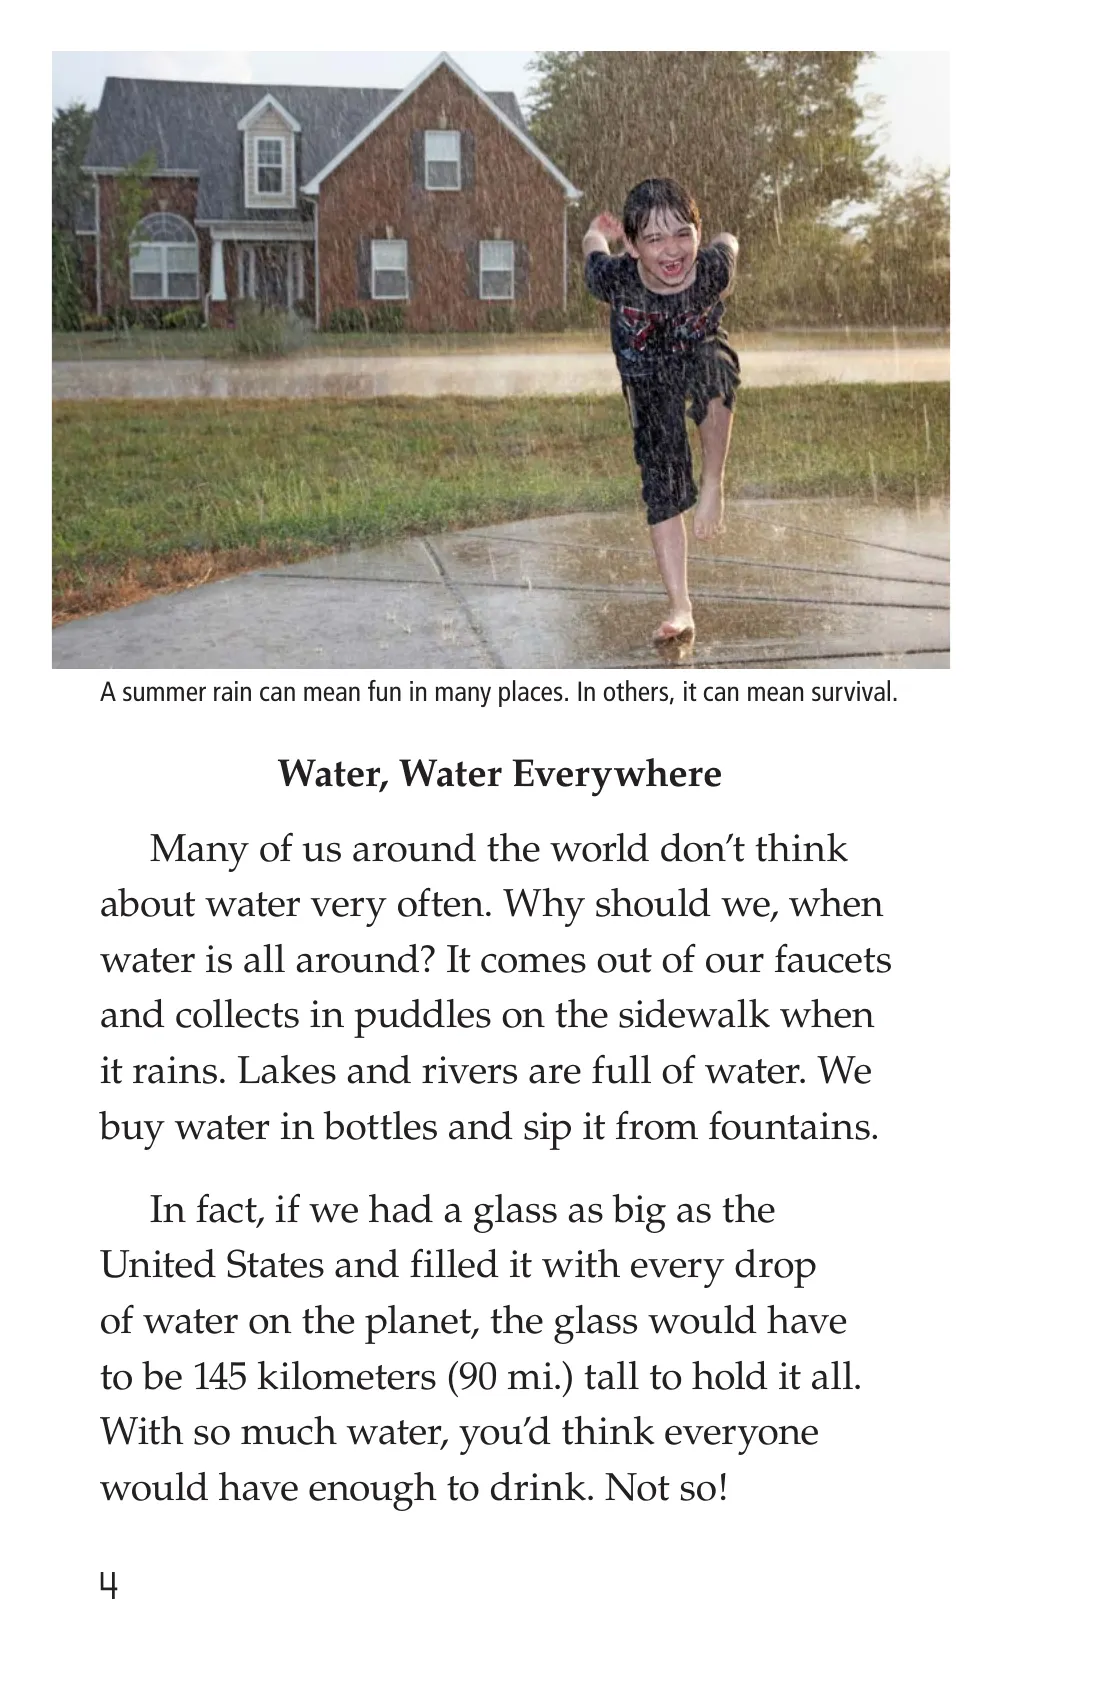 A summer rain can mean fun in many places. In others, it can mean survival.
Water, Water Everywhere
Many of us around the world don’t think
about water very often. Why should we, when
water is all around? It comes out of our faucets
and collects in puddles on the sidewalk when
it rains. Lakes and rivers are full of water. We
buy water in bottles and sip it from fountains.
In fact, if we had a glass as big as the
United States and filled it with every drop
of water on the planet, the glass would have
to be 145 kilometers (90 mi.) tall to hold it all.
With so much water, you’d think everyone
would have enough to drink. Not so!
4